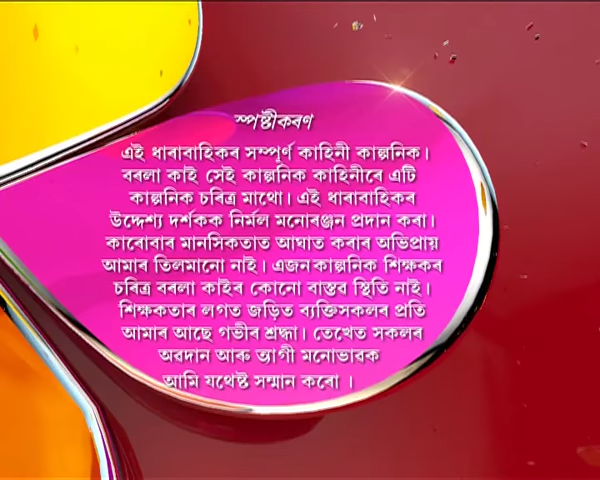 স্পষ্টীকৰণ
এই ধাৰাবাহিকৰ সম্পূৰ্ণ কাহিনী কাল্পনিক।
বৰলা কাই সেই কাল্পনিক কাহিনীৰে এটি
কাল্পনিক চৰিত্ৰ মাথো। এই ধাৰাবাহিকৰ
উদ্দেশ্য দৰ্শকক নিৰ্মল মনোৰঞ্জন প্ৰদান কৰা।
কাৰোবাৰ মানসিকতাত আঘাত কৰাৰ অভিপ্ৰায়
আমাৰ তিলমানো নাই। এজন কাল্পনিক শিক্ষকৰ
চৰিত্ৰ বৰলা কাইৰ কোনো বাস্তৱ স্থিতি নাই।
শিক্ষকতাৰ লগত জড়িত ব্যক্তিসকলৰ প্ৰতি
আমাৰ আছে গভীৰ শ্ৰদ্ধা। তেখেত সকলৰ
অৱদান আৰু ত্যাগী মনোভাৱক
আমি যথেষ্ট সন্মান কৰো ।